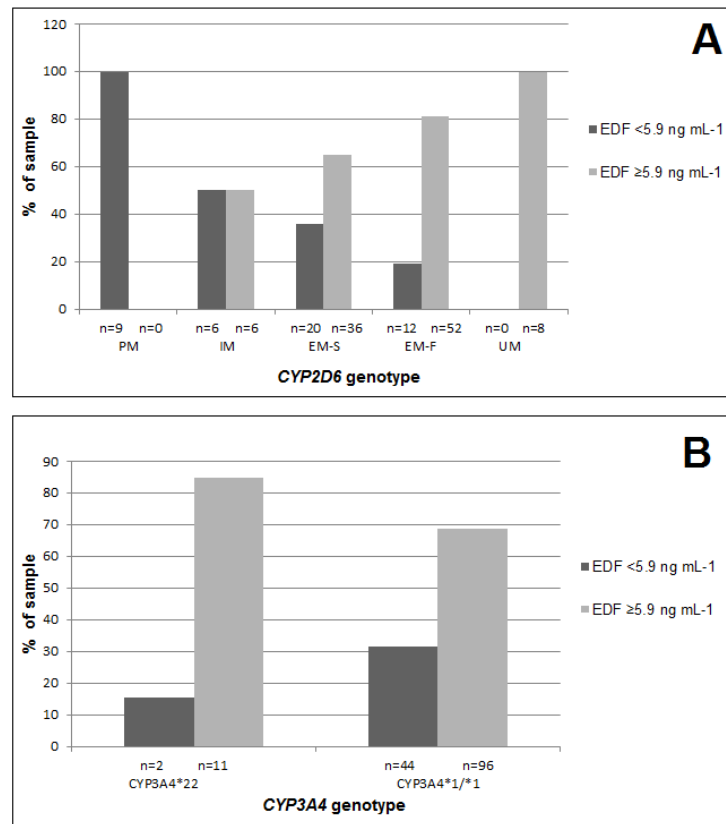 A
120
100
80
60
40
20
0
% of sample
EDF <5.9 ng mL-1
EDF ≥5.9 ng mL-1
n=9 n=0 n=6 n=6 n=20 n=36 n=12 n=52 n=0 n=8
PM IM EM-S EM-F UM
CYP2D6 genotype
B
90
80
70
60
50
40
30
20
10
0
% of sample
EDF <5.9 ng mL-1
EDF ≥5.9 ng mL-1
n=2 n=11 n=44 n=96
CYP3A4*22 CYP3A4*1/*1
CYP3A4 genotype